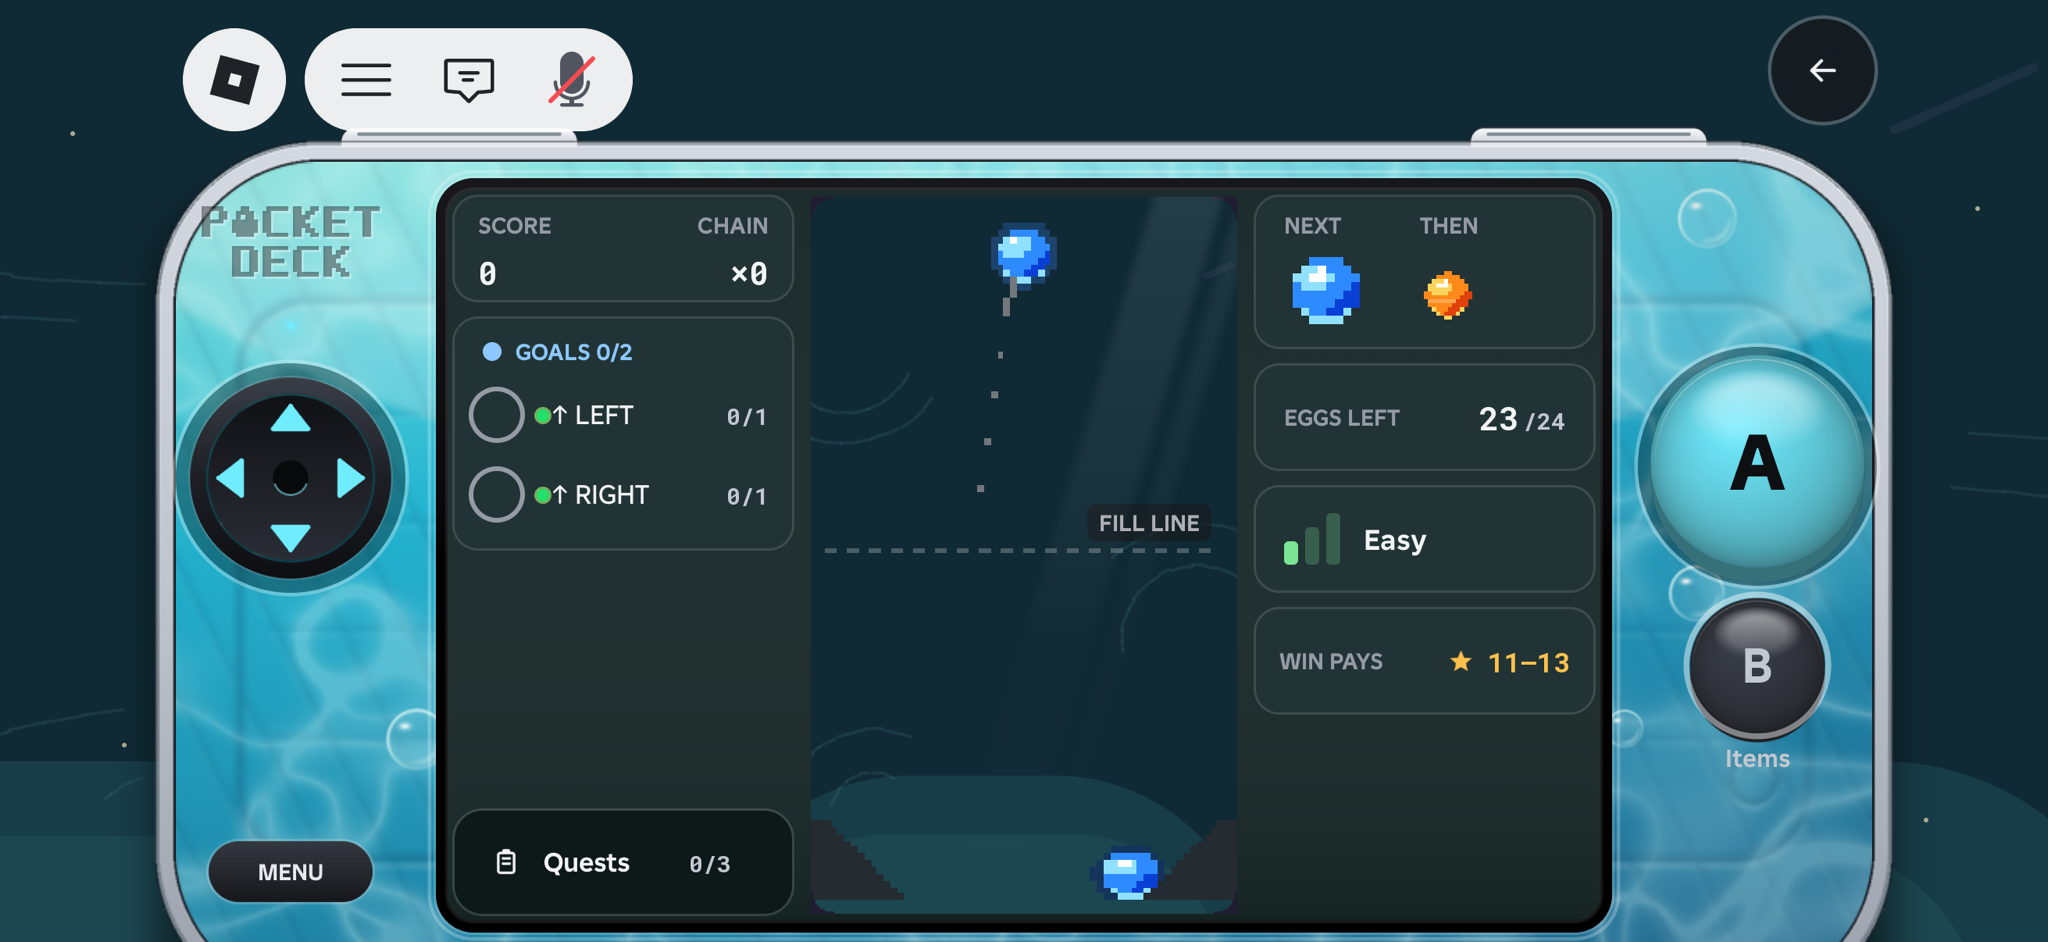 POCKET
DECK
SCORE CHAIN
0 ×0
GOALS 0/2
↑ LEFT 0/1
↑ RIGHT 0/1
Quests 0/3
MENU
FILL LINE
NEXT THEN
EGGS LEFT 23 /24
Easy
WIN PAYS ★ 11–13
A
B
Items